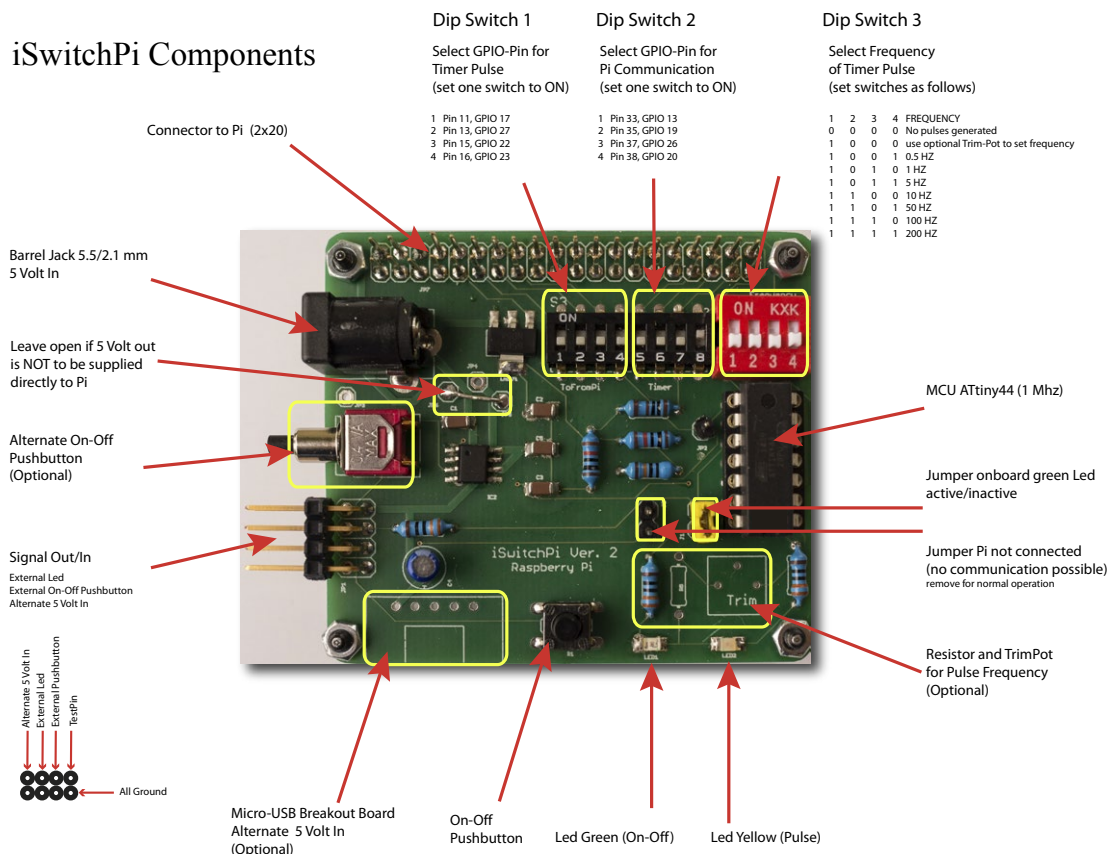 iSwitchPi Components
Dip Switch 1
Select GPIO-Pin for
Timer Pulse
(set one switch to ON)
1 Pin 11, GPIO 17
2 Pin 13, GPIO 27
3 Pin 15, GPIO 22
4 Pin 16, GPIO 23
Dip Switch 2
Select GPIO-Pin for
Pi Communication
(set one switch to ON)
1 Pin 33, GPIO 13
2 Pin 35, GPIO 19
3 Pin 37, GPIO 26
4 Pin 38, GPIO 20
Dip Switch 3
Select Frequency
of Timer Pulse
(set switches as follows)
1 2 3 4 FREQUENCY
0 0 0 0 No pulses generated
1 0 0 0 use optional Trim-Pot to set frequency
1 0 0 1 0.5 HZ
1 0 1 0 1 HZ
1 0 1 1 5 HZ
1 1 0 0 10 HZ
1 1 0 1 50 HZ
1 1 1 0 100 HZ
1 1 1 1 200 HZ
Connector to Pi (2x20)
Barrel Jack 5.5/2.1 mm
5 Volt In
Leave open if 5 Volt out
is NOT to be supplied
directly to Pi
Alternate On-Off
Pushbutton
(Optional)
Signal Out/In
External Led
External On-Off Pushbutton
Alternate 5 Volt In
ON
1 2 3 4 5 6 7 8
ToFromPi
Timer
ON KXK
1 2 3 4
iSwitchPi Ver. 2
Raspberry Pi
Trim
MCU ATtiny44 (1 Mhz)
Jumper onboard green Led
active/inactive
Jumper Pi not connected
(no communication possible)
remove for normal operation
Resistor and TrimPot
for Pulse Frequency
(Optional)
Alternate 5 Volt In
External Led
External Pushbutton
TestPin
All Ground
Micro-USB Breakout Board
Alternate 5 Volt In
(Optional)
On-Off
Pushbutton
Led Green (On-Off)
Led Yellow (Pulse)